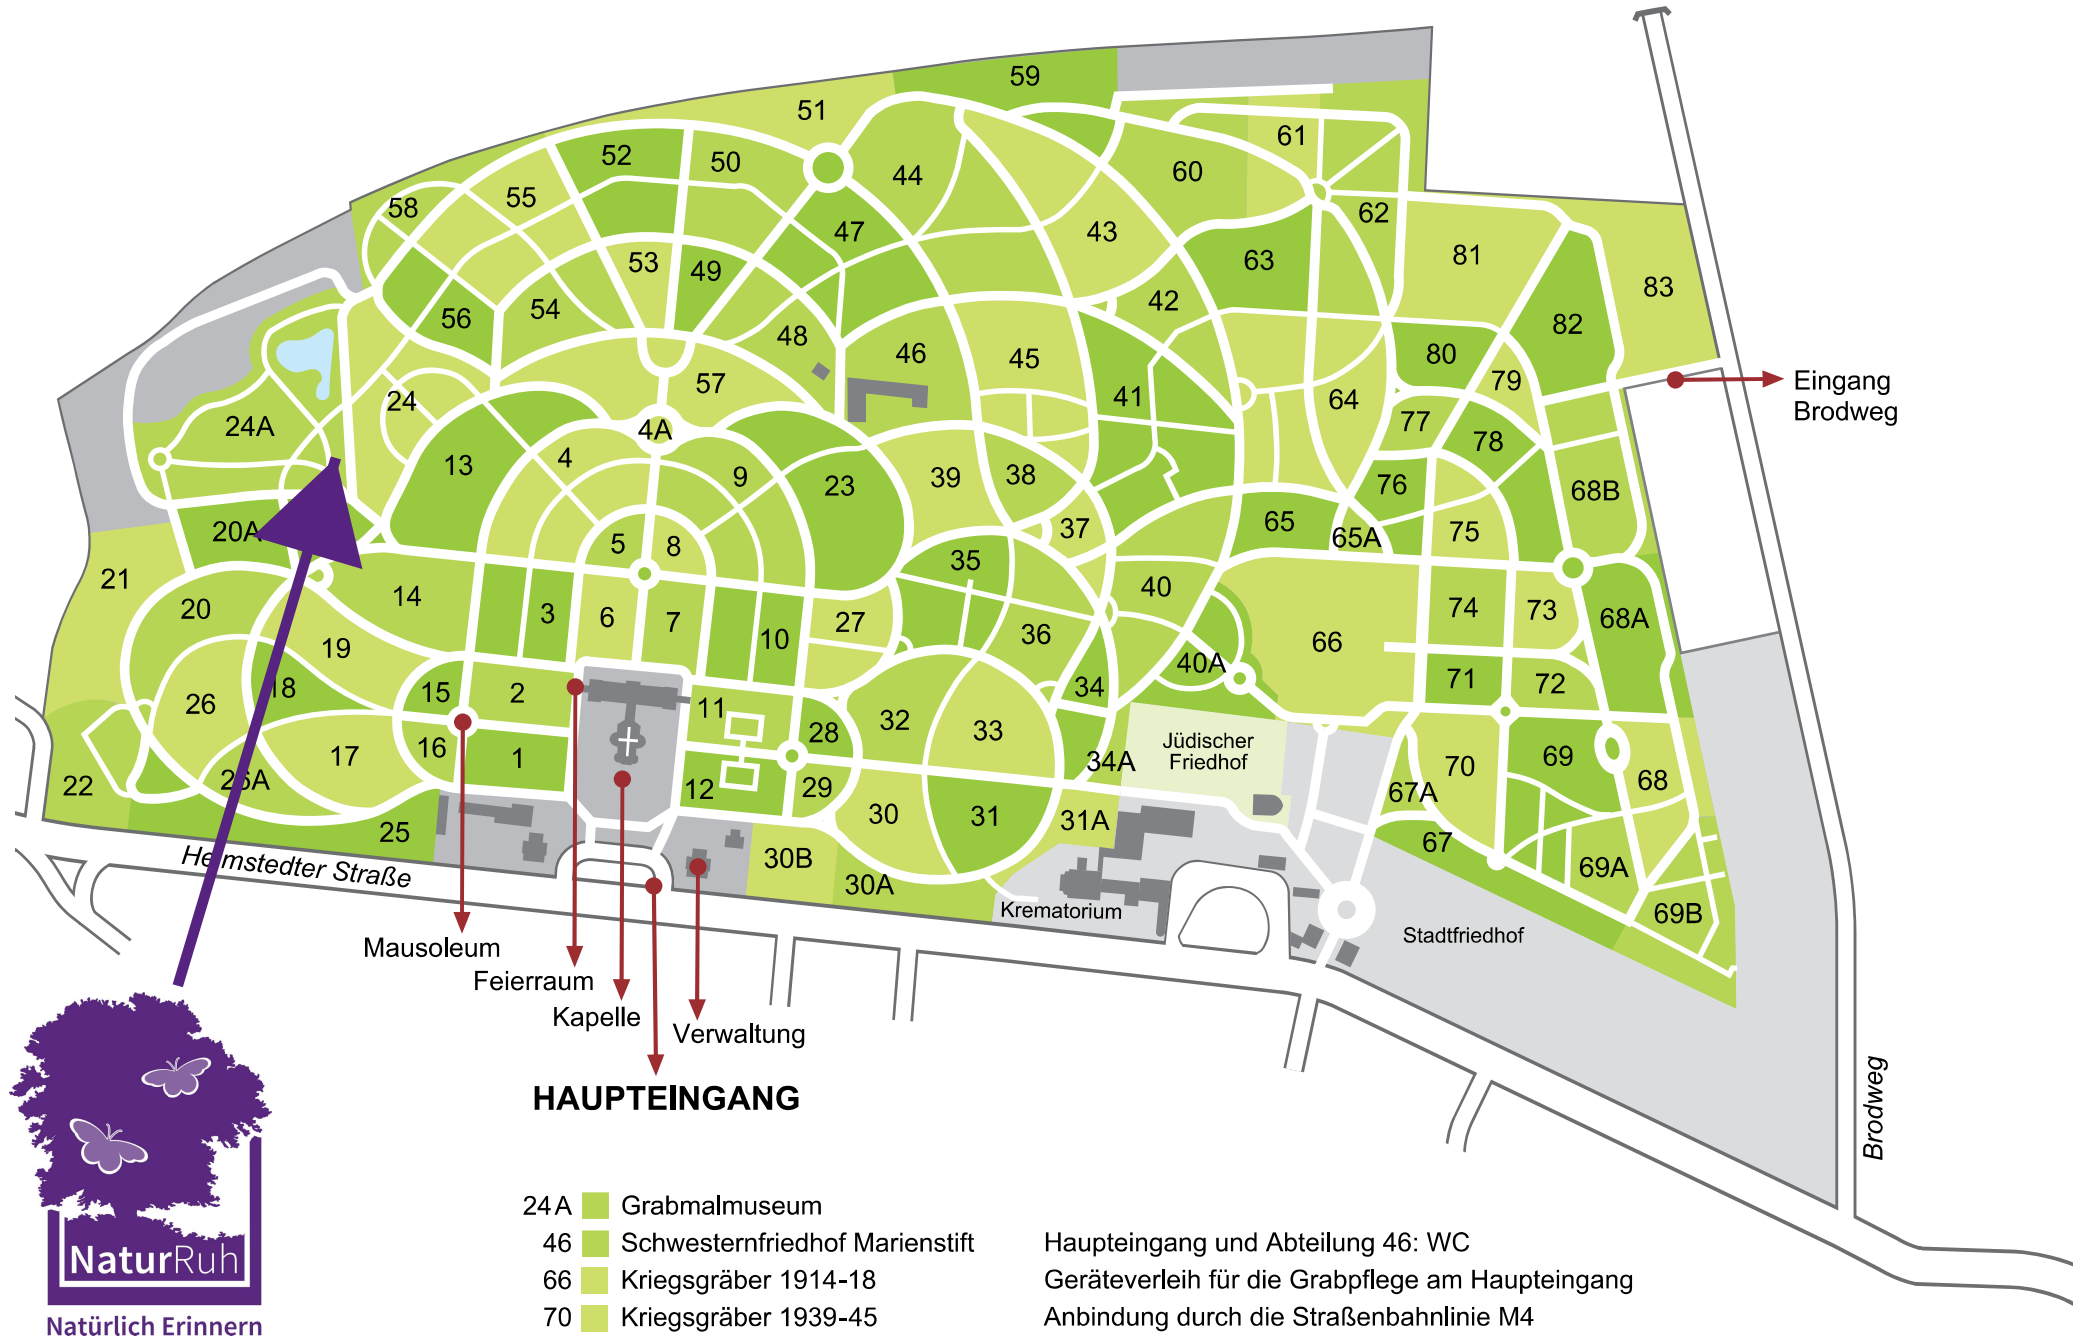 59
51
61
52
50
60
44
55
58
62
47
43
81
63
53
49
83
42
54
56
82
48
46
45
80
57
79
Eingang
Brodweg
24
64
41
77
24A
4A
78
4
13
9
38
39
23
76
68B
37
65
20A
75
65A
5
8
35
21
40
14
20
74
73
3
6
7
27
68A
36
10
66
19
40A
71
72
18
15
2
34
26
11
32
33
28
Jüdischer
Friedhof
16
17
1
34A
69
70
26A
68
22
12
29
67A
30
31
31A
25
67
30B
69A
Helmstedter Straße
30A
Krematorium
69B
Stadtfriedhof
Mausoleum
Feierraum
Kapelle
Verwaltung
HAUPTEINGANG
Brodweg
24 A Grabmalmuseum
46 Schwesternfriedhof Marienstift
66 Kriegsgräber 1914-18
70 Kriegsgräber 1939-45
Haupteingang und Abteilung 46: WC
Geräteverleih für die Grabpflege am Haupteingang
Anbindung durch die Straßenbahnlinie M4
NaturRuh
Natürlich Erinnern